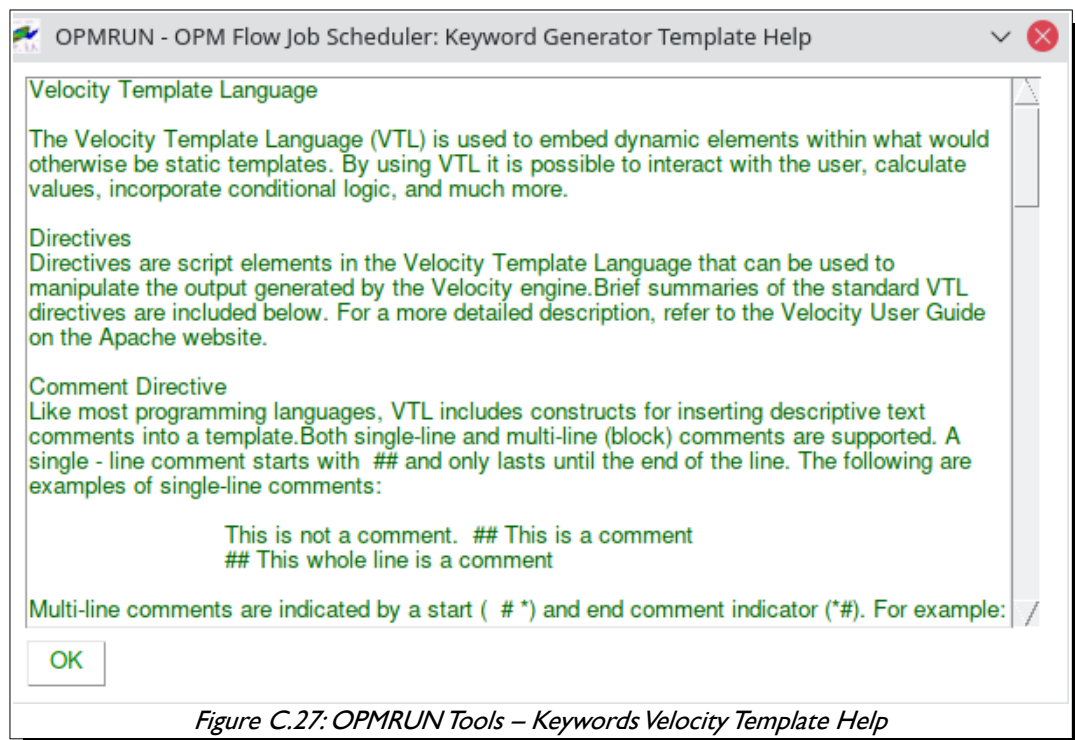 OPMRUN - OPM Flow Job Scheduler: Keyword Generator Template Help
Velocity Template Language
The Velocity Template Language (VTL) is used to embed dynamic elements within what would
otherwise be static templates. By using VTL it is possible to interact with the user, calculate
values, incorporate conditional logic, and much more.
Directives
Directives are script elements in the Velocity Template Language that can be used to
manipulate the output generated by the Velocity engine.Brief summaries of the standard VTL
directives are included below. For a more detailed description, refer to the Velocity User Guide
on the Apache website.
Comment Directive
Like most programming languages, VTL includes constructs for inserting descriptive text
comments into a template.Both single-line and multi-line (block) comments are supported. A
single - line comment starts with  ## and only lasts until the end of the line. The following are
examples of single-line comments:
This is not a comment.  ## This is a comment
## This whole line is a comment
Multi-line comments are indicated by a start (  # *) and end comment indicator (*#). For example:
OK
Figure C.27: OPMRUN Tools – Keywords Velocity Template Help